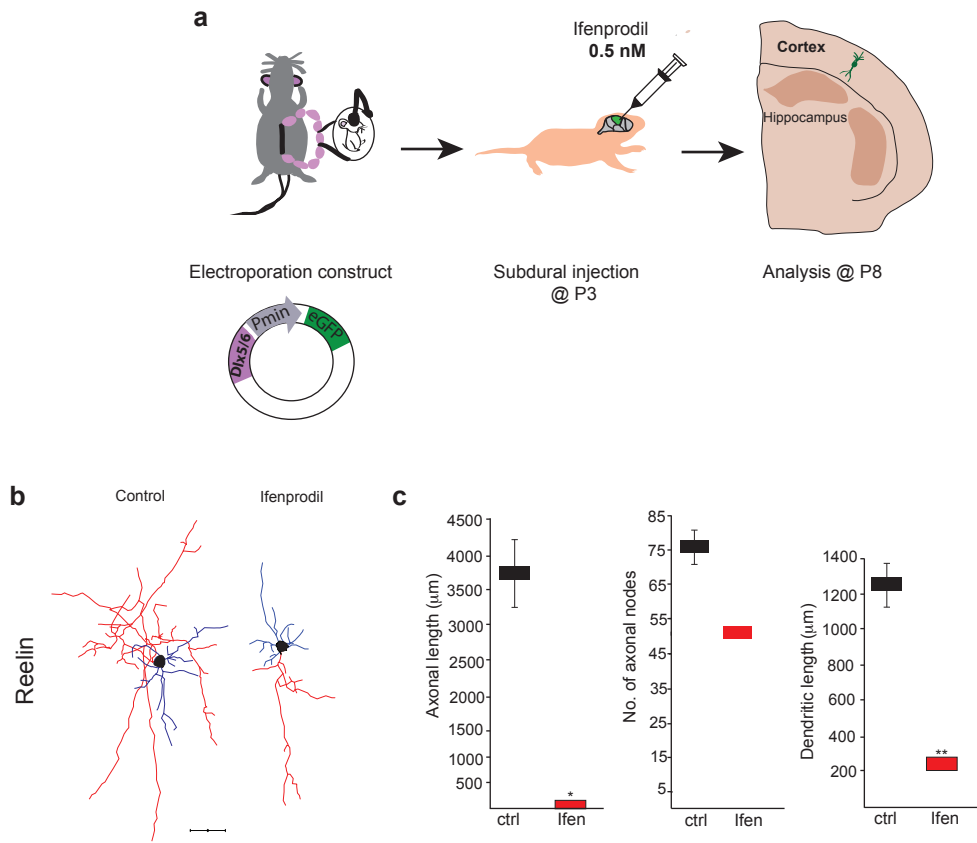 a
Ifenprodil
0.5 nM
Cortex
Hippocampus
Electroporation construct
Subdural injection
@ P3
Analysis @ P8
Dlx5/6
Pmin
eGFP
b
Control
Ifenprodil
Reelin
c
Axonal length (µm)
4500
4000
3500
3000
2500
2000
1500
1000
500
*
ctrl
Ifen
No. of axonal nodes
85
75
65
55
45
35
25
15
5
ctrl
Ifen
Dendritic length (µm)
1400
1200
1000
800
600
400
200
**
ctrl
Ifen